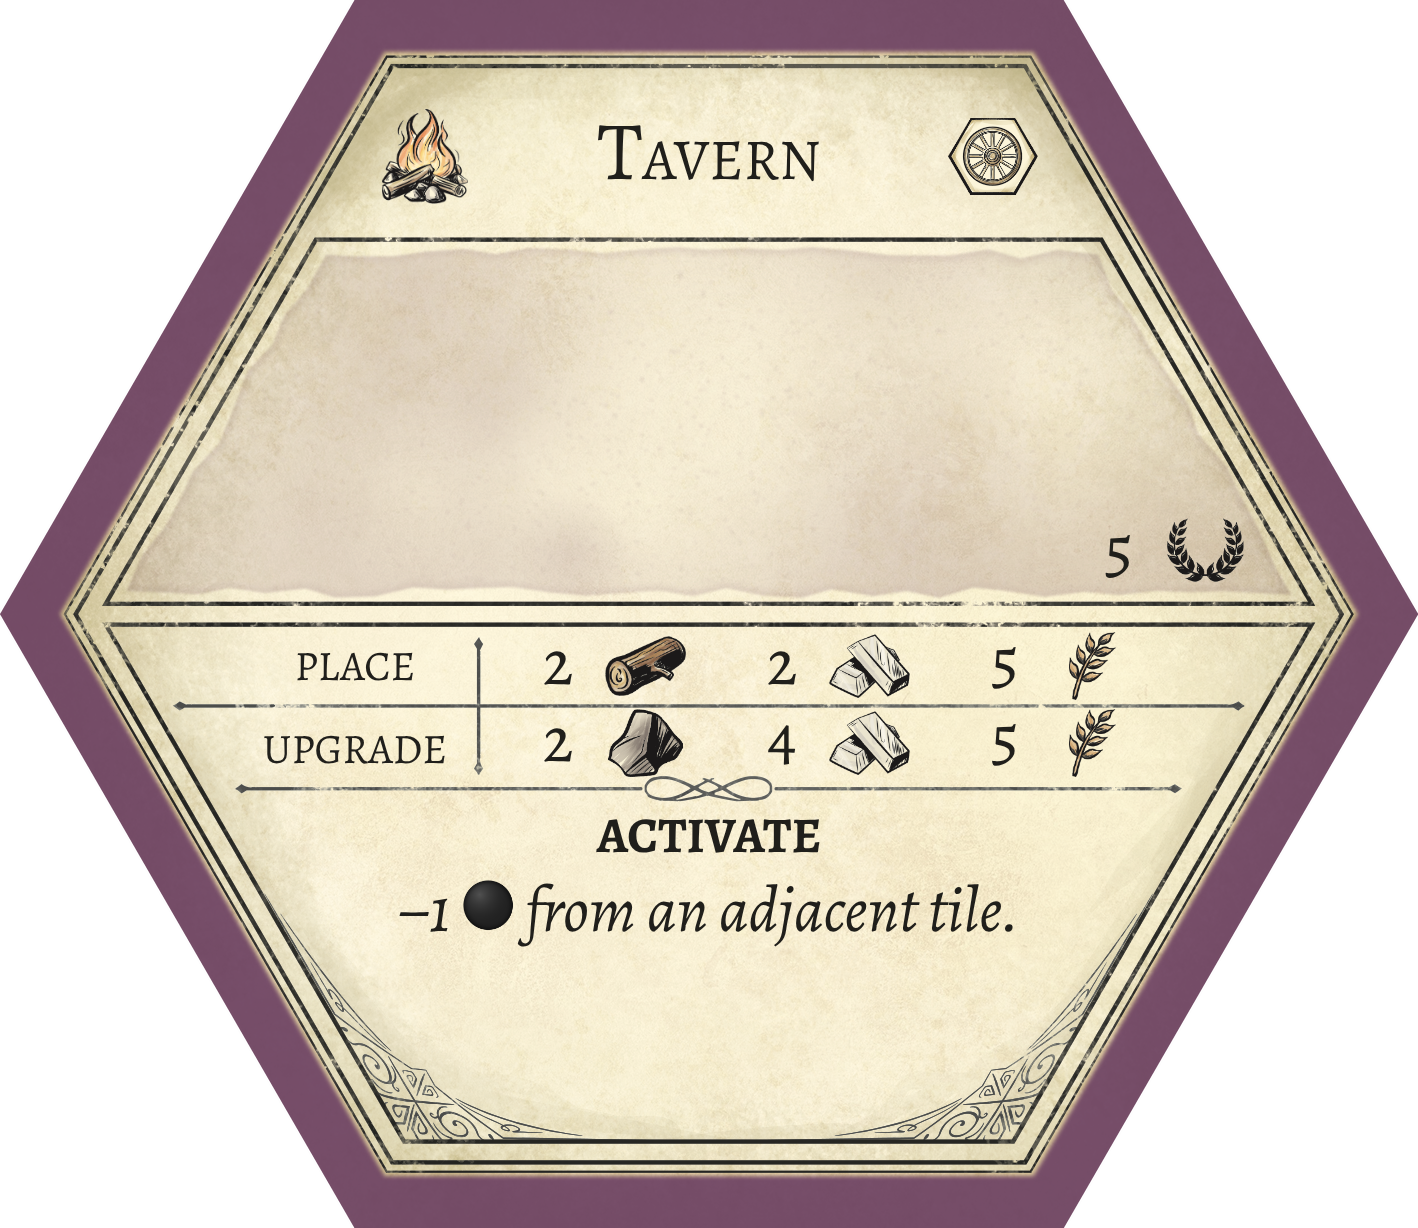 Tavern
5
PLACE 2 2 5
UPGRADE 2 4 5
ACTIVATE
–1 from an adjacent tile.